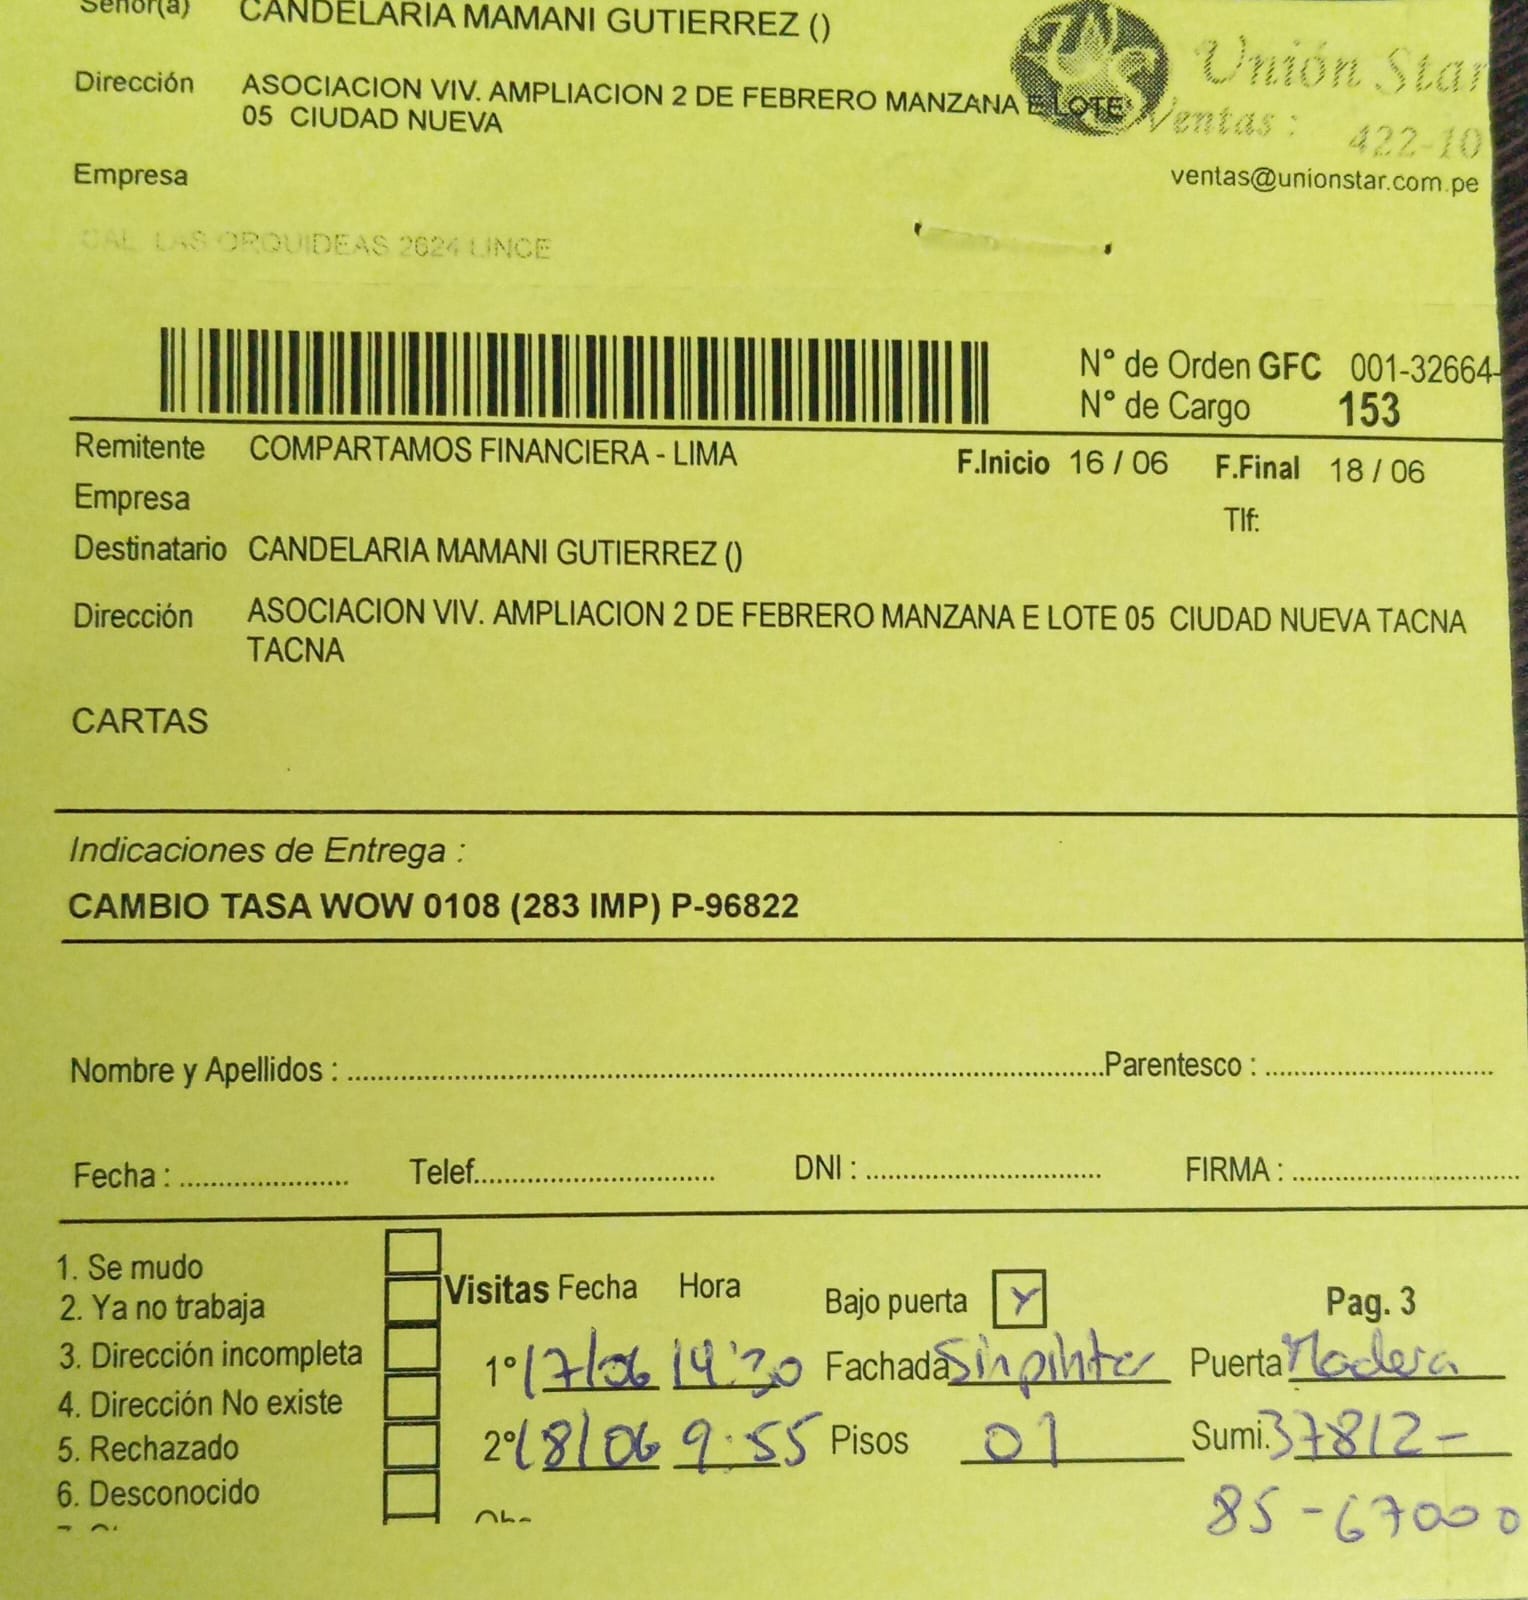 Señor(a) CANDELARIA MAMANI GUTIERREZ ()
Unión Star
Dirección ASOCIACION VIV. AMPLIACION 2 DE FEBRERO MANZANA E LOTE
05 CIUDAD NUEVA
Ventas : 422-10
Empresa
ventas@unionstar.com.pe
CAL LAS ORQUIDEAS 2624 LINCE
N° de Orden GFC 001-32664-
N° de Cargo 153
Remitente COMPARTAMOS FINANCIERA - LIMA F.Inicio 16 / 06 F.Final 18 / 06
Empresa
Tlf:
Destinatario CANDELARIA MAMANI GUTIERREZ ()
Dirección ASOCIACION VIV. AMPLIACION 2 DE FEBRERO MANZANA E LOTE 05 CIUDAD NUEVA TACNA
TACNA
CARTAS
Indicaciones de Entrega :
CAMBIO TASA WOW 0108 (283 IMP) P-96822
Nombre y Apellidos : Parentesco :
Fecha : Telef. DNI : FIRMA :
1. Se mudo
2. Ya no trabaja
3. Dirección incompleta
4. Dirección No existe
5. Rechazado
6. Desconocido
Visitas Fecha Hora Bajo puerta Pag. 3
1° 17/06 14:30 Fachada Sin pintar Puerta Madera
2° 18/06 9:55 Pisos 01 Sumi. 37812-
85-67000